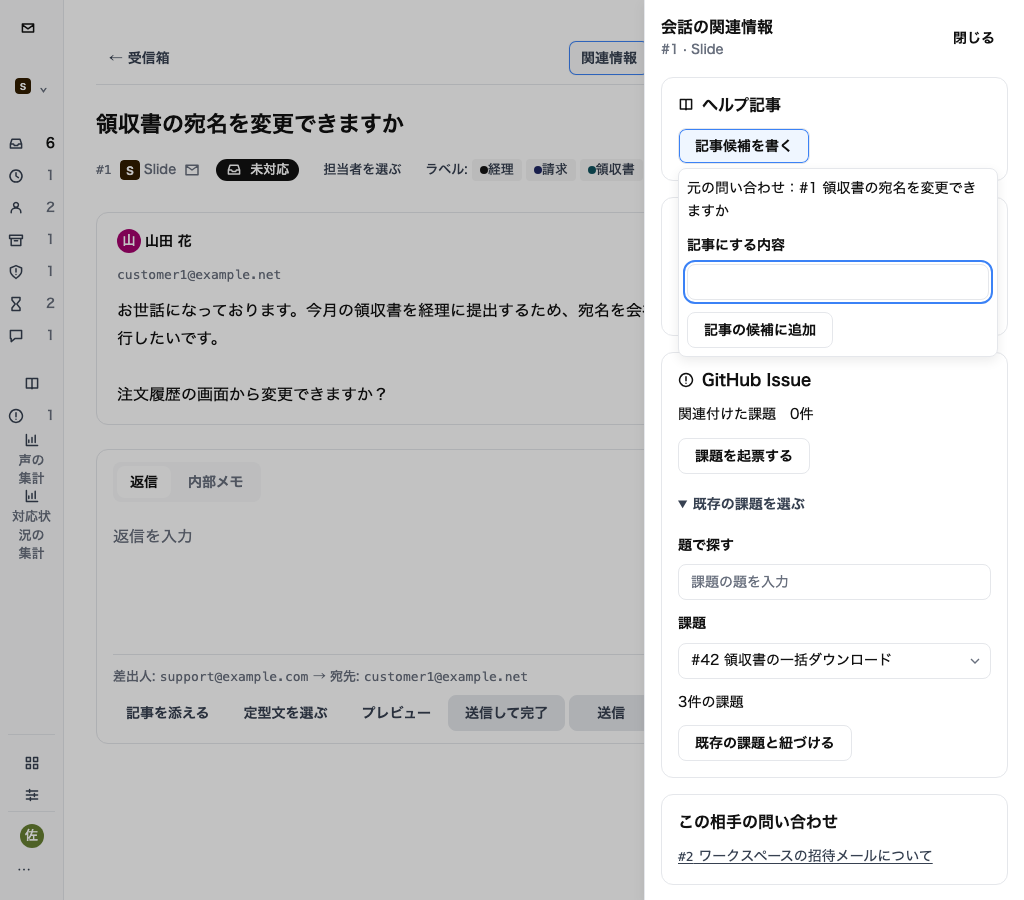 S
6
1
2
1
1
2
1
1
声の
集計
対応状
況の
集計
佐
…
← 受信箱
関連情報
領収書の宛名を変更できますか
#1 S Slide 未対応 担当者を選ぶ ラベル: 経理 請求 領収書
山 山田 花
customer1@example.net
お世話になっております。今月の領収書を経理に提出するため、宛名を会
行したいです。
注文履歴の画面から変更できますか？
返信 内部メモ
返信を入力
差出人: support@example.com → 宛先: customer1@example.net
記事を添える 定型文を選ぶ プレビュー 送信して完了 送信
会話の関連情報
#1 · Slide
閉じる
ヘルプ記事
記事候補を書く
元の問い合わせ：#1 領収書の宛名を変更でき
ますか
記事にする内容
記事の候補に追加
GitHub Issue
関連付けた課題 0件
課題を起票する
▼ 既存の課題を選ぶ
題で探す
課題の題を入力
課題
#42 領収書の一括ダウンロード
3件の課題
既存の課題と紐づける
この相手の問い合わせ
#2 ワークスペースの招待メールについて